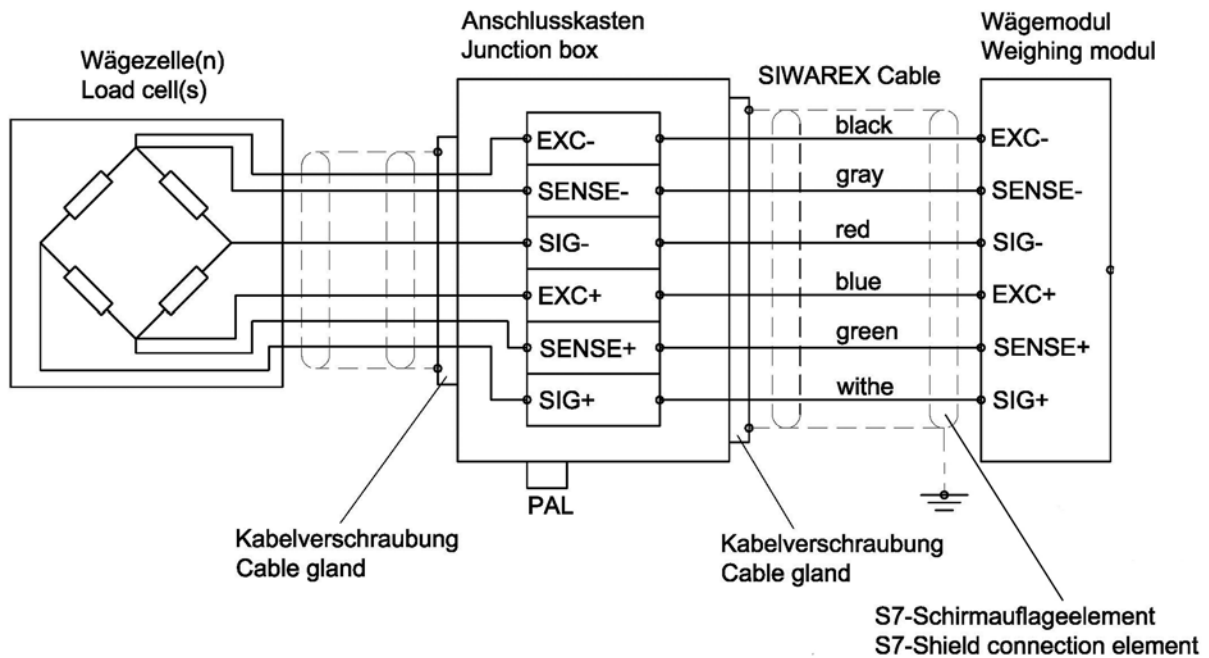 Anschlusskasten
Junction box
Wägemodul
Weighing modul
Wägezelle(n)
Load cell(s)
SIWAREX Cable
EXC-
black
EXC-
SENSE-
gray
SENSE-
SIG-
red
SIG-
EXC+
blue
EXC+
SENSE+
green
SENSE+
SIG+
withe
SIG+
PAL
Kabelverschraubung
Cable gland
Kabelverschraubung
Cable gland
S7-Schirmauflageelement
S7-Shield connection element